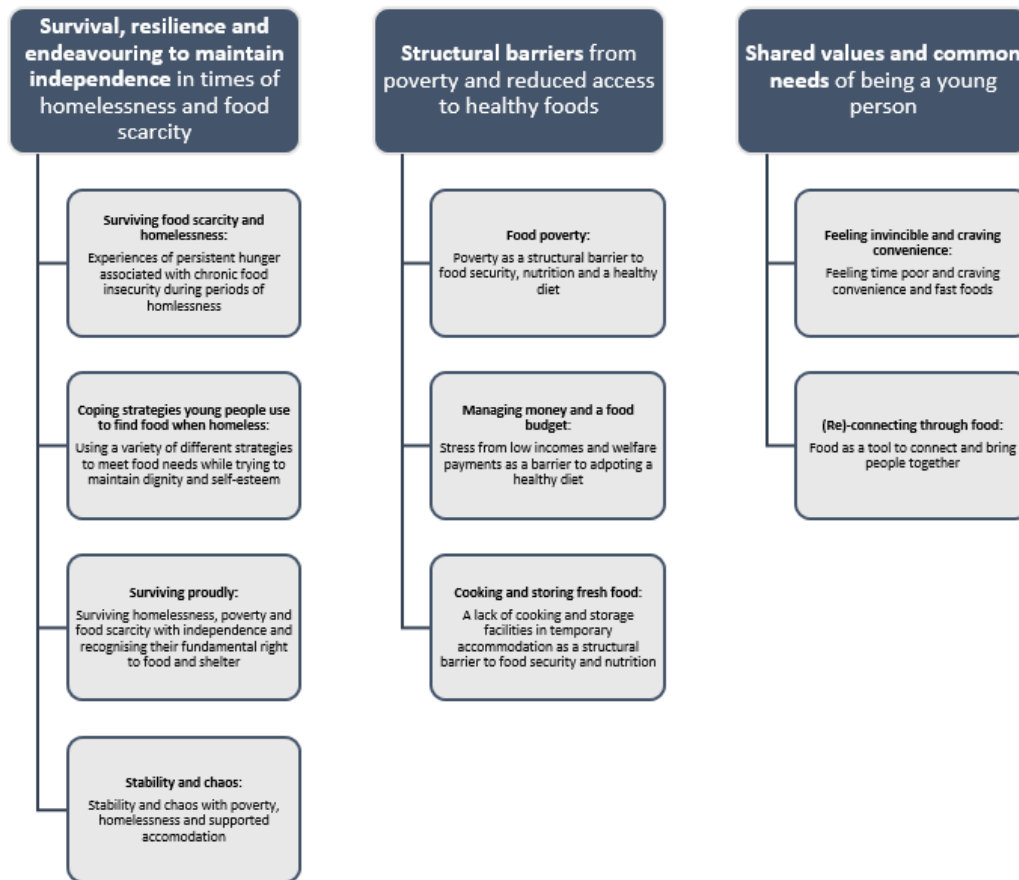 Survival, resilience and
endeavouring to maintain
independence in times of
homelessness and food
scarcity
Surviving food scarcity and
homelessness:
Experiences of persistent hunger
associated with chronic food
insecurity during periods of
homlessness
Coping strategies young people use
to find food when homeless:
Using a variety of different strategies
to meet food needs while trying to
maintain dignity and self-esteem
Surviving proudly:
Surviving homelessness, poverty and
food scarcity with independence and
recognising their fundamental right
to food and shelter
Stability and chaos:
Stability and chaos with poverty,
homelessness and supported
accomodation
Structural barriers from
poverty and reduced access
to healthy foods
Food poverty:
Poverty as a structural barrier to
food security, nutrition and a healthy
diet
Managing money and a food
budget:
Stress from low incomes and welfare
payments as a barrier to adpoting a
healthy diet
Cooking and storing fresh food:
A lack of cooking and storage
facilities in temporary
accommodation as a structural
barrier to food security and nutrition
Shared values and common
needs of being a young
person
Feeling invincible and craving
convenience:
Feeling time poor and craving
convenience and fast foods
(Re)-connecting through food:
Food as a tool to connect and bring
people together